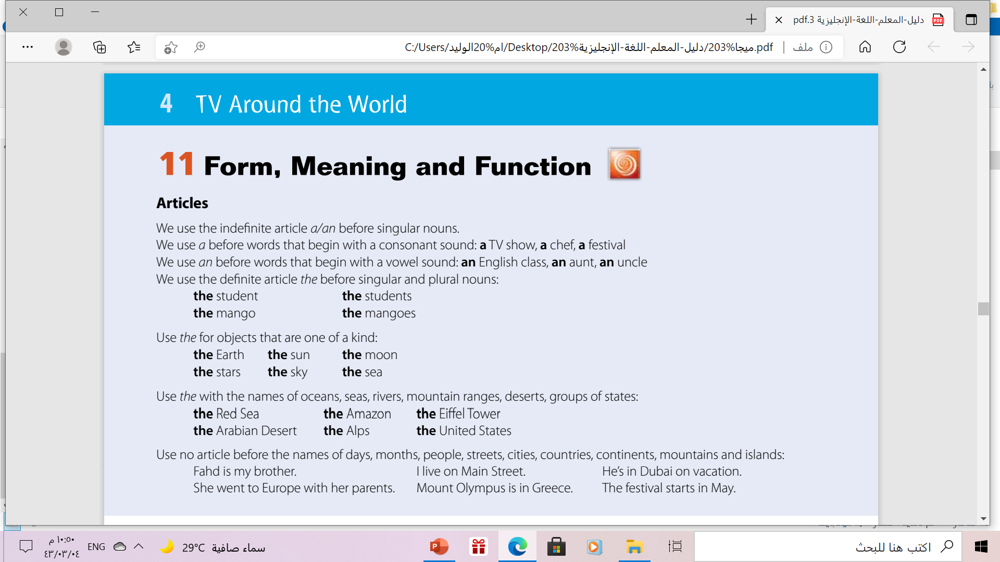 دليل-المعلم-اللغة-الإنجليزية 3.pdf
C:/Users/ام%20الوليد/Desktop/ميجا%203/دليل-المعلم-اللغة-الإنجليزية%203.pdf
ملف
4 TV Around the World
11 Form, Meaning and Function
Articles
We use the indefinite article a/an before singular nouns.
We use a before words that begin with a consonant sound: a TV show, a chef, a festival
We use an before words that begin with a vowel sound: an English class, an aunt, an uncle
We use the definite article the before singular and plural nouns:
the student the students
the mango the mangoes
Use the for objects that are one of a kind:
the Earth the sun the moon
the stars the sky the sea
Use the with the names of oceans, seas, rivers, mountain ranges, deserts, groups of states:
the Red Sea the Amazon the Eiffel Tower
the Arabian Desert the Alps the United States
Use no article before the names of days, months, people, streets, cities, countries, continents, mountains and islands:
Fahd is my brother. I live on Main Street. He's in Dubai on vacation.
She went to Europe with her parents. Mount Olympus is in Greece. The festival starts in May.
١٠:٥٠ م
٤٣/٠٣/٠٤
ENG
29°C سماء صافية
اكتب هنا للبحث